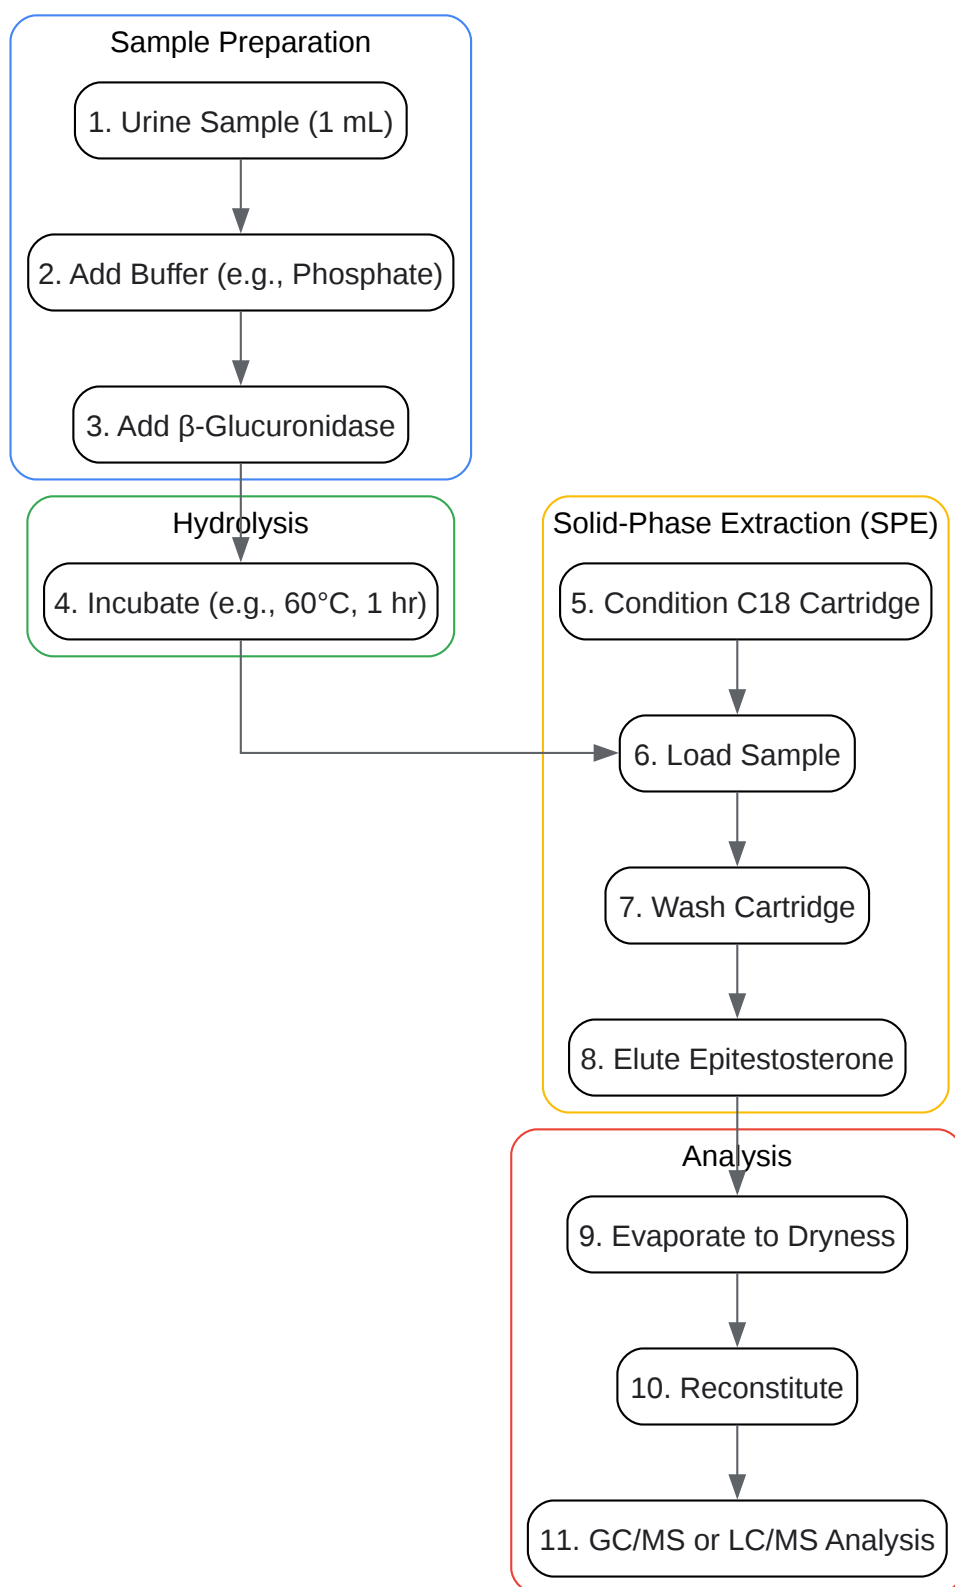 Sample Preparation
1. Urine Sample (1 mL)
2. Add Buffer (e.g., Phosphate)
3. Add β-Glucuronidase
Hydrolysis
4. Incubate (e.g., 60°C, 1 hr)
Solid-Phase Extraction (SPE)
5. Condition C18 Cartridge
6. Load Sample
7. Wash Cartridge
8. Elute Epitestosterone
Analysis
9. Evaporate to Dryness
10. Reconstitute
11. GC/MS or LC/MS Analysis